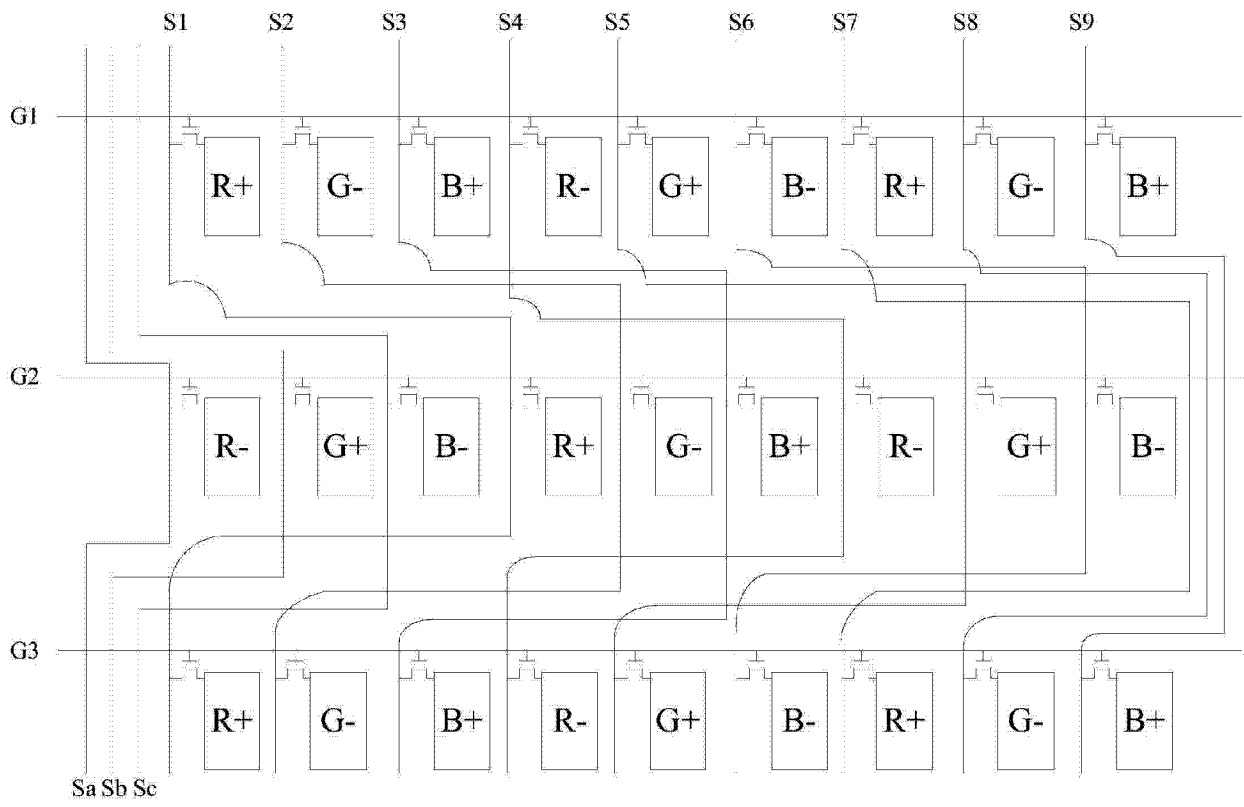 S1 S2 S3 S4 S5 S6 S7 S8 S9
G1
R+ G- B+ R- G+ B- R+ G- B+
G2
R- G+ B- R+ G- B+ R- G+ B-
G3
R+ G- B+ R- G+ B- R+ G- B+
Sa Sb Sc